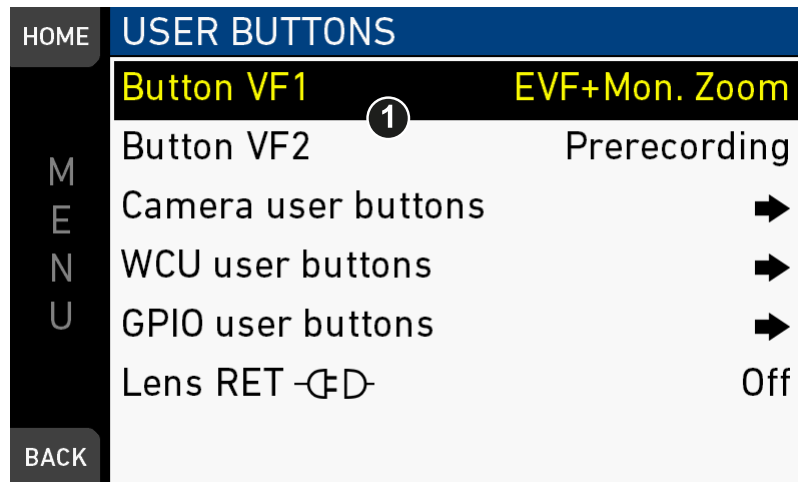 HOME
USER BUTTONS
Button VF1 EVF+Mon. Zoom
1
Button VF2 Prerecording
Camera user buttons
WCU user buttons
GPIO user buttons
Lens RET Off
MENU
BACK